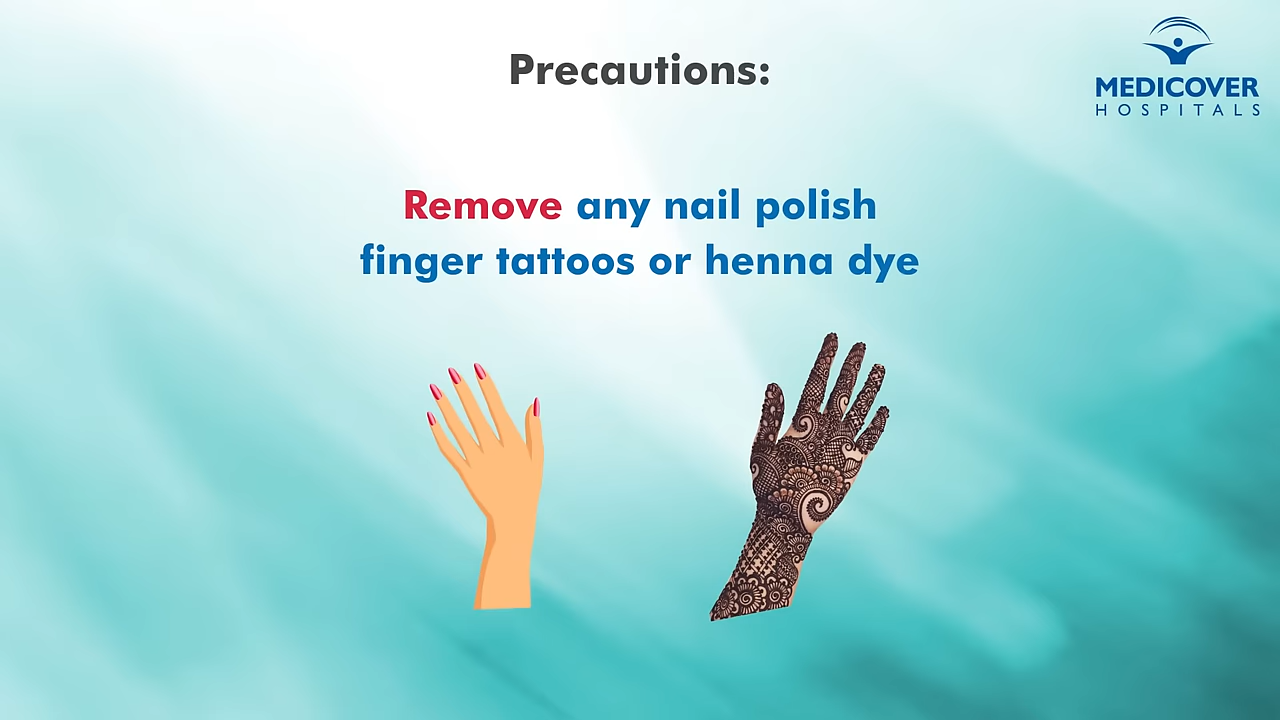 Precautions:
MEDICOVER
HOSPITALS
Remove any nail polish
finger tattoos or henna dye